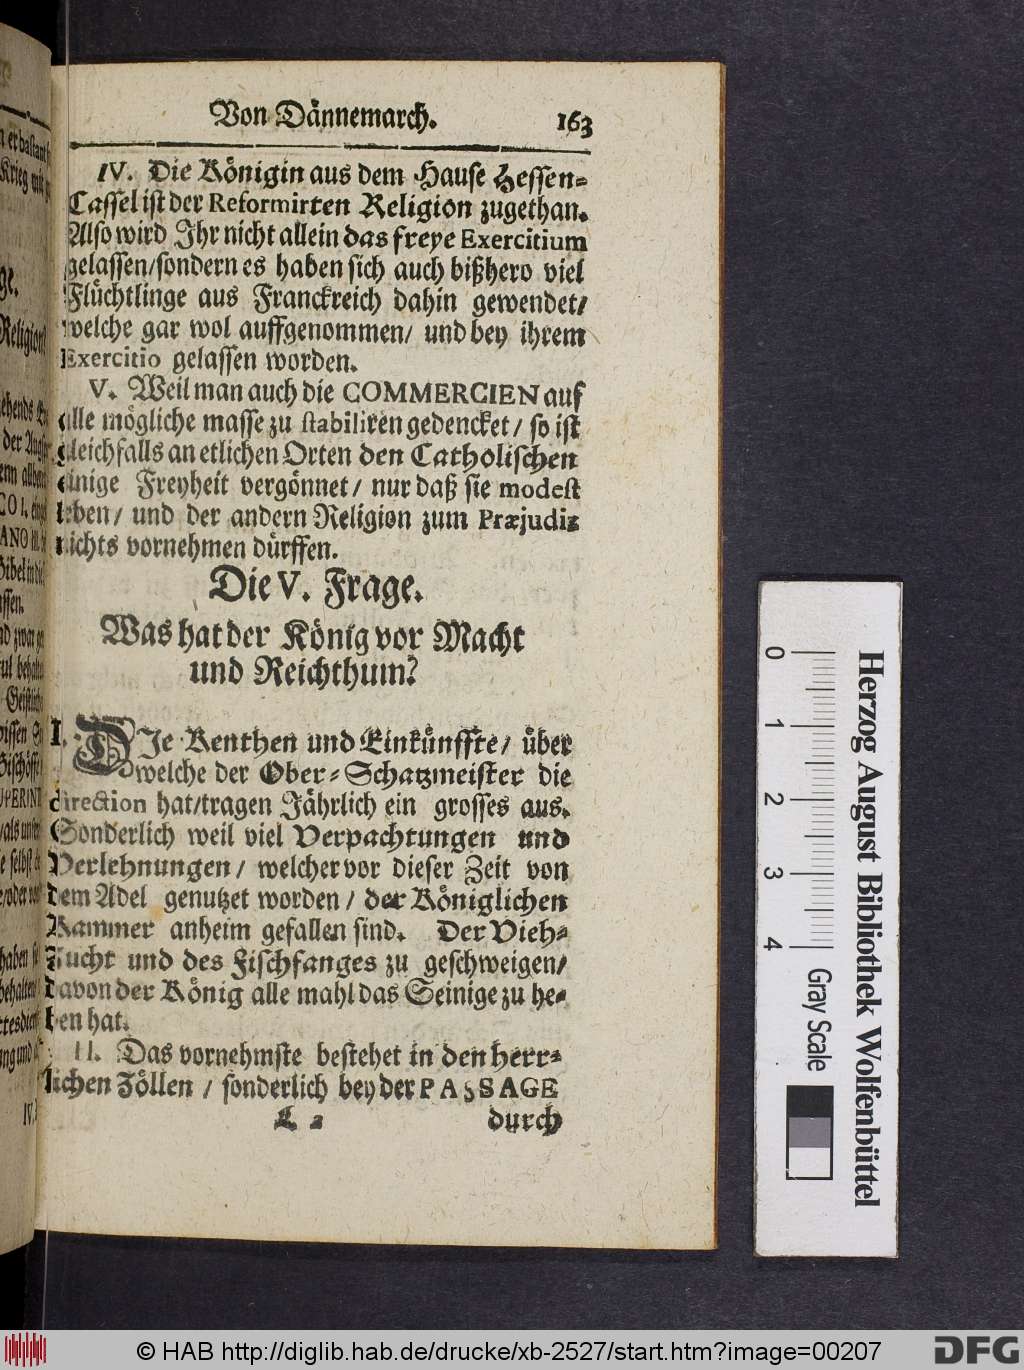 Von Dännemarch. 163
IV. Die Königin aus dem Hause Hessen-
Cassel ist der Reformirten Religion zugethan.
Also wird Ihr nicht allein das freye Exercitium
gelassen/ sondern es haben sich auch bißhero viel
Flüchtlinge aus Franckreich dahin gewendet/
welche gar wol auffgenommen/ und bey ihrem
Exercitio gelassen worden.
V. Weil man auch die COMMERCIEN auf
alle mögliche masse zu stabiliren gedencket/ so ist
gleichfalls an etlichen Orten den Catholischen
einige Freyheit vergönnet/ nur daß sie modest
leben/ und der andern Religion zum Præjudiz
nichts vornehmen dürffen.
Die V. Frage.
Was hat der König vor Macht
und Reichthum?
I. DIe Renthen und Einkünffte/ über
welche der Ober-Schatzmeister die
direction hat/ tragen Jährlich ein grosses aus.
Sonderlich weil viel Verpachtungen und
Verlehnungen/ welcher vor dieser Zeit von
dem Adel genutzet worden/ der Königlichen
Kammer anheim gefallen sind. Der Vieh-
Zucht und des Fischfanges zu geschweigen/
davon der König alle mahl das Seinige zu he-
ben hat.
II. Das vornehmste bestehet in den herr-
lichen Zöllen/ sonderlich bey der PASSAGE
L 2 durch
Herzog August Bibliothek Wolfenbüttel
0 1 2 3 4
Gray Scale
© HAB http://diglib.hab.de/drucke/xb-2527/start.htm?image=00207
DFG